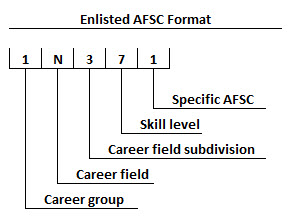 Enlisted AFSC Format
1 N 3 7 1
Specific AFSC
Skill level
Career field subdivision
Career field
Career group